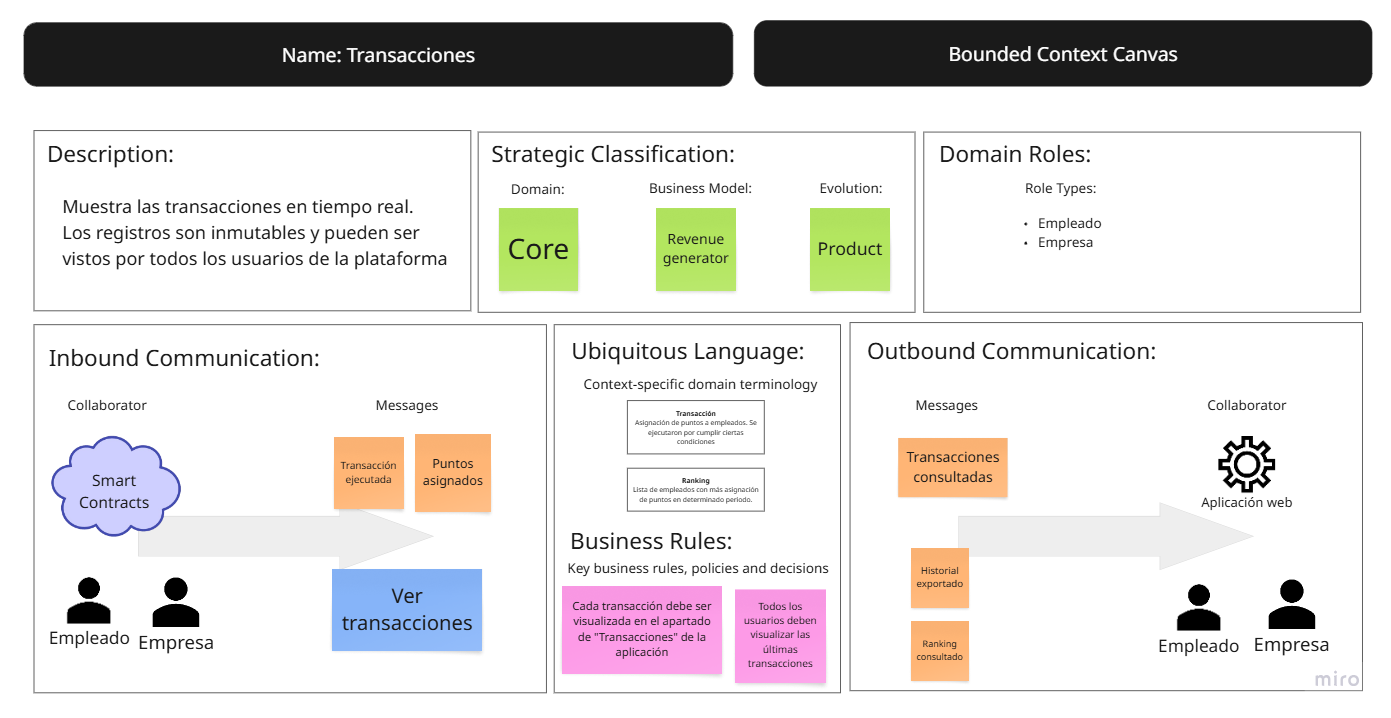 Name: Transacciones
Bounded Context Canvas
Description:
Muestra las transacciones en tiempo real.
Los registros son inmutables y pueden ser
vistos por todos los usuarios de la plataforma
Strategic Classification:
Domain:
Business Model:
Evolution:
Core
Revenue
generator
Product
Domain Roles:
Role Types:
• Empleado
• Empresa
Inbound Communication:
Collaborator
Messages
Smart
Contracts
Transacción
ejecutada
Puntos
asignados
Empleado
Empresa
Ver
transacciones
Ubiquitous Language:
Context-specific domain terminology
Transacción
Asignación de puntos a empleados. Se
ejecutaron por cumplir ciertas
condiciones
Ranking
Lista de empleados con más asignación
de puntos en determinado periodo.
Business Rules:
Key business rules, policies and decisions
Cada transacción debe ser
visualizada en el apartado
de "Transacciones" de la
aplicación
Todos los
usuarios deben
visualizar las
últimas
transacciones
Outbound Communication:
Messages
Collaborator
Transacciones
consultadas
Aplicación web
Historial
exportado
Ranking
consultado
Empleado
Empresa
miro